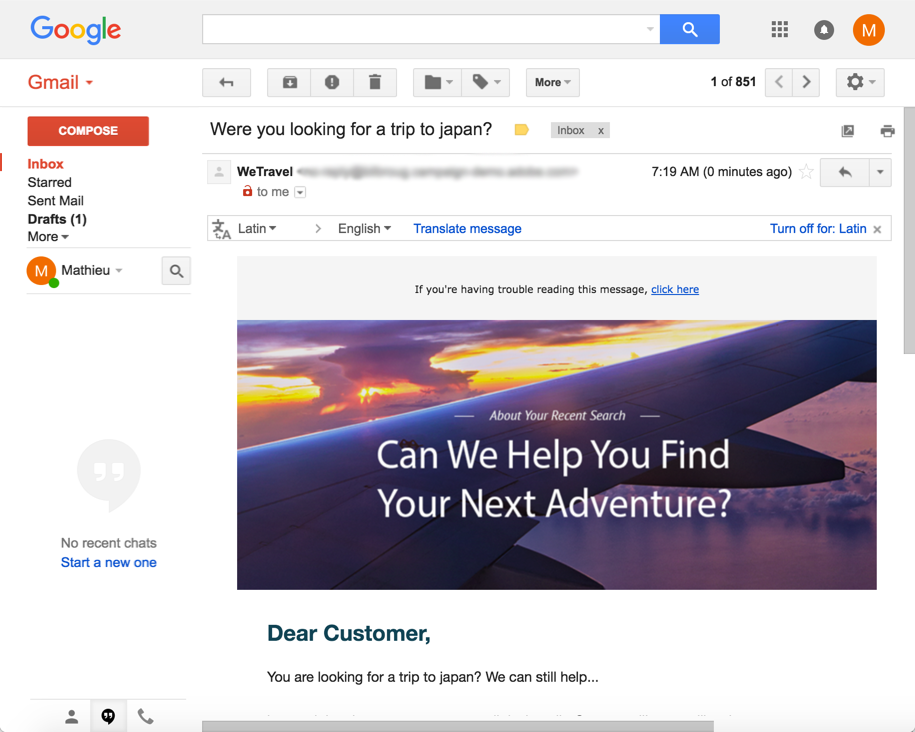 Google
M
Gmail
More
1 of 851
COMPOSE
Were you looking for a trip to japan?
Inbox x
Inbox
Starred
Sent Mail
Drafts (1)
More
WeTravel
7:19 AM (0 minutes ago)
to me
Latin > English Translate message Turn off for: Latin x
M Mathieu
If you're having trouble reading this message, click here
About Your Recent Search
Can We Help You Find
Your Next Adventure?
No recent chats
Start a new one
Dear Customer,
You are looking for a trip to japan? We can still help...